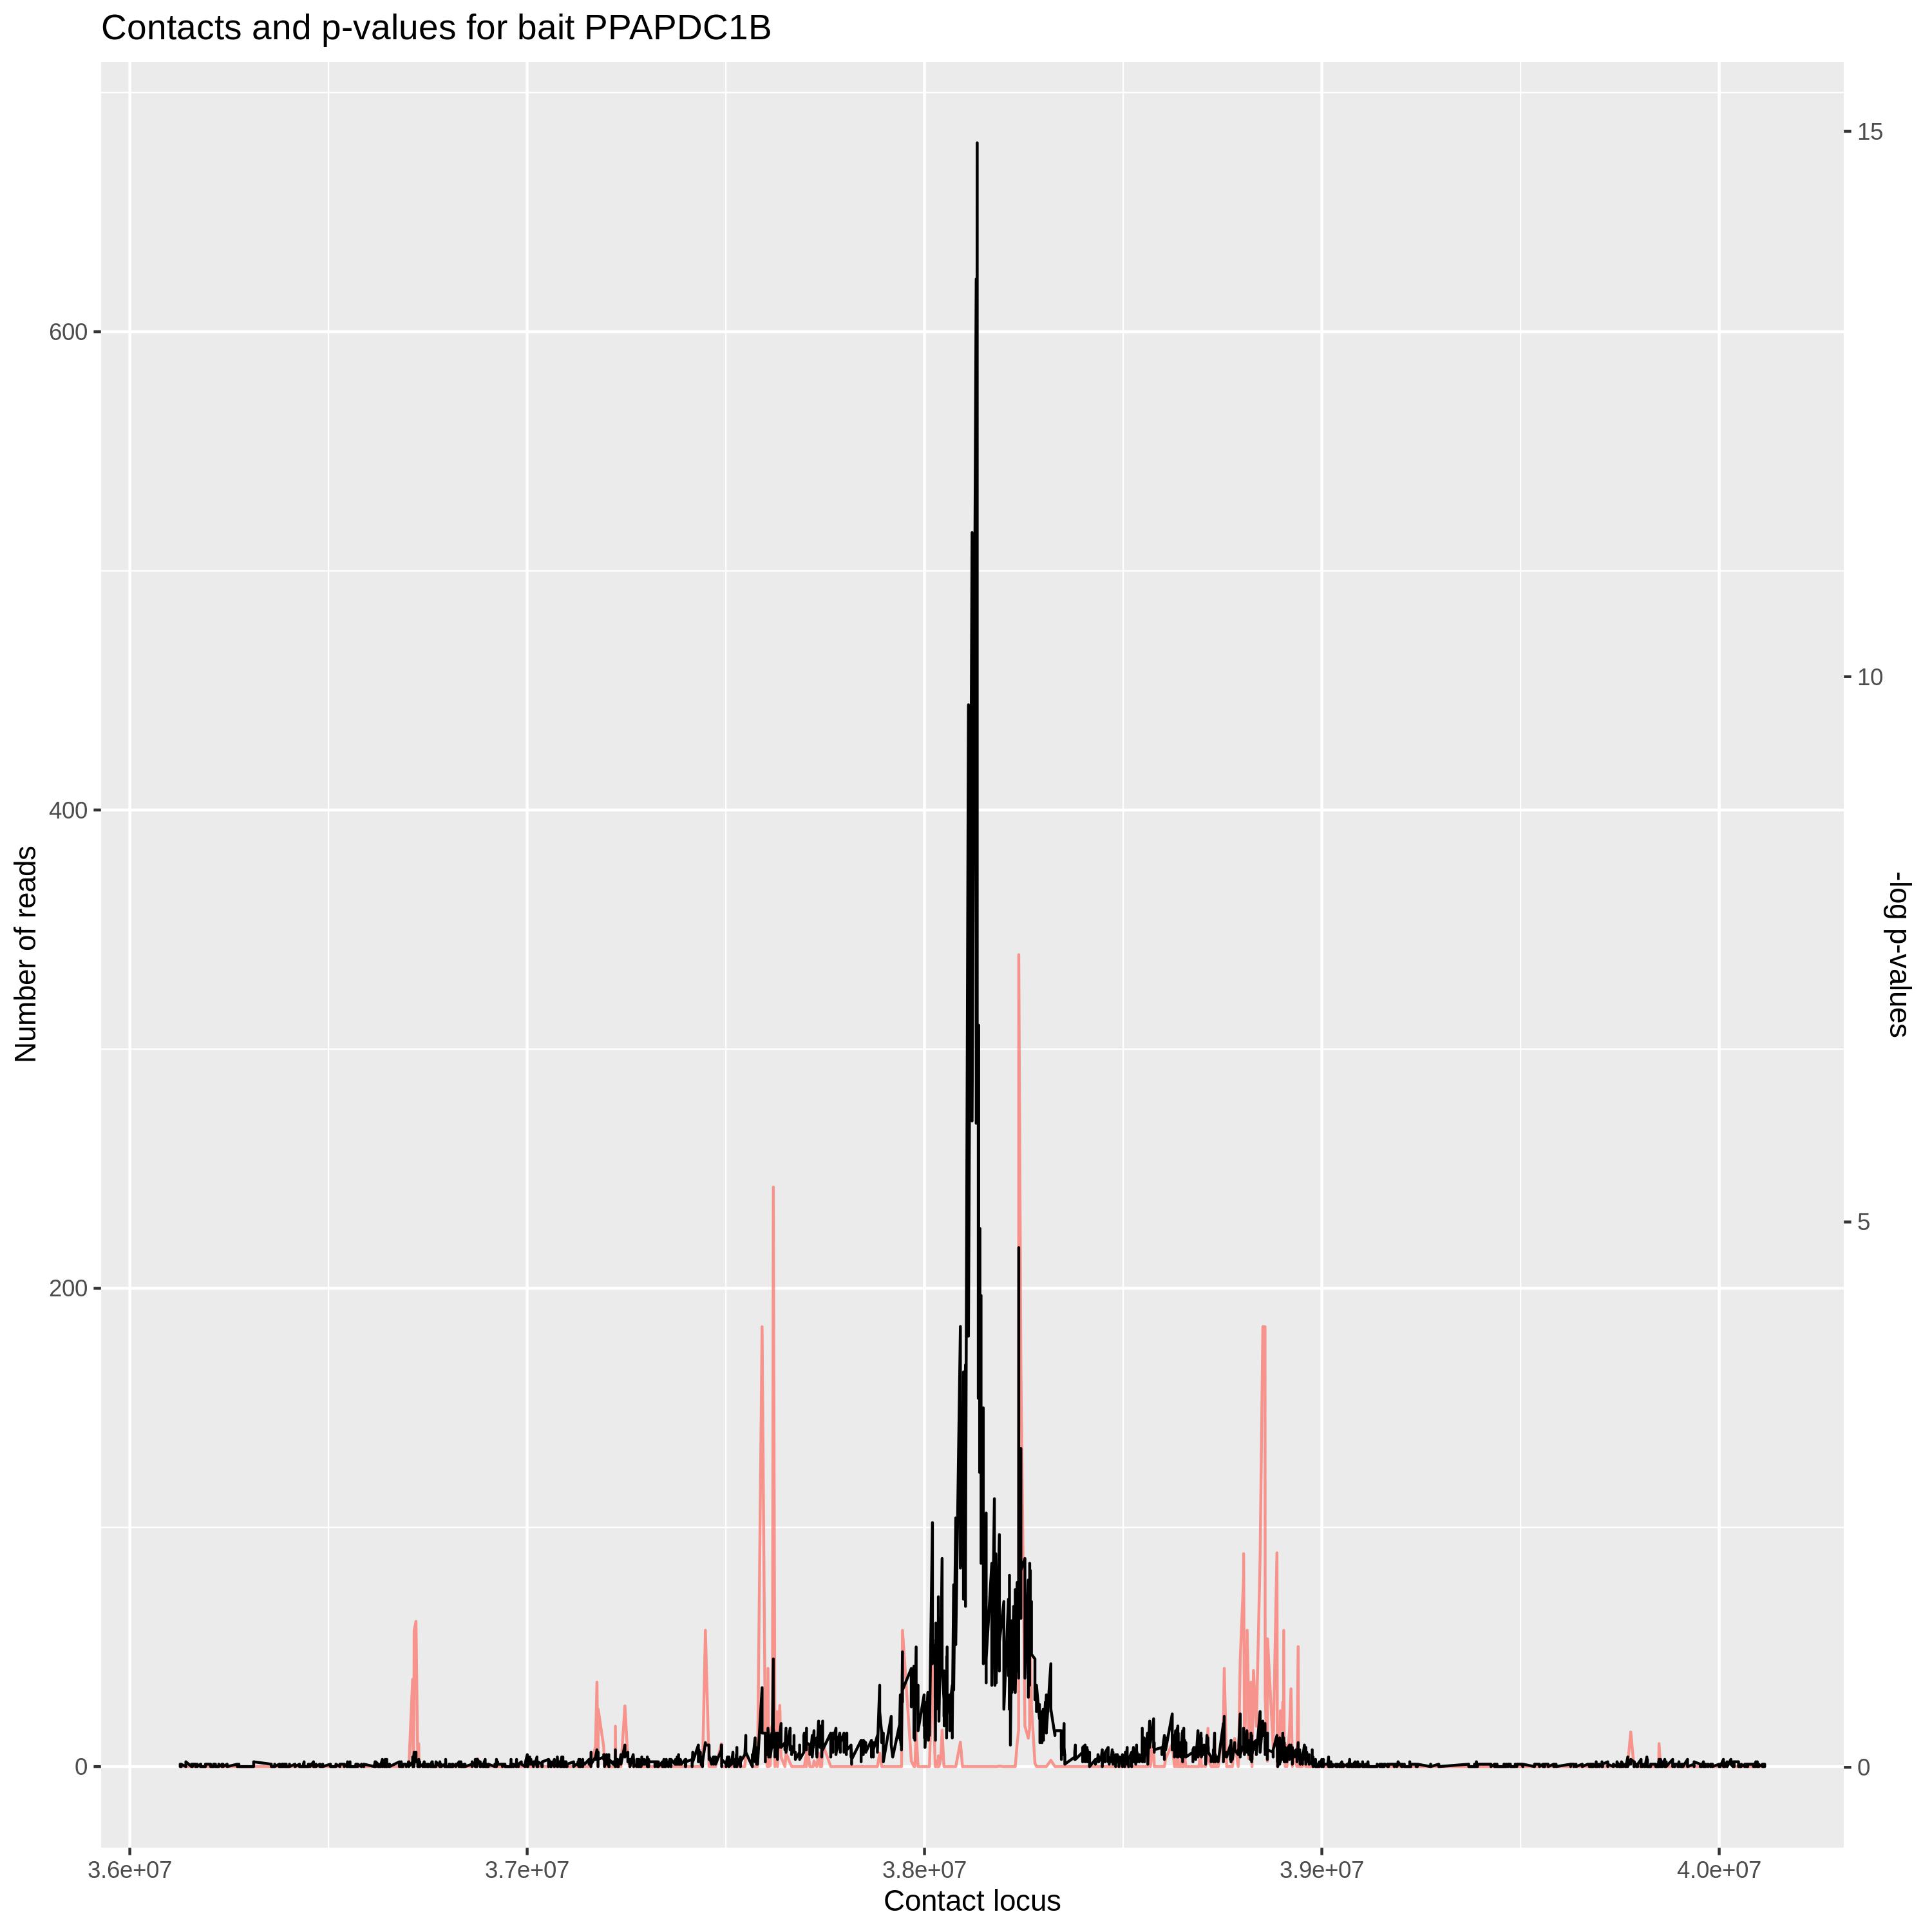 Contacts and p-values for bait PPAPDC1B
Number of reads
600
400
200
0
15
10
5
0
-log p-values
3.6e+07
3.7e+07
3.8e+07
3.9e+07
4.0e+07
Contact locus